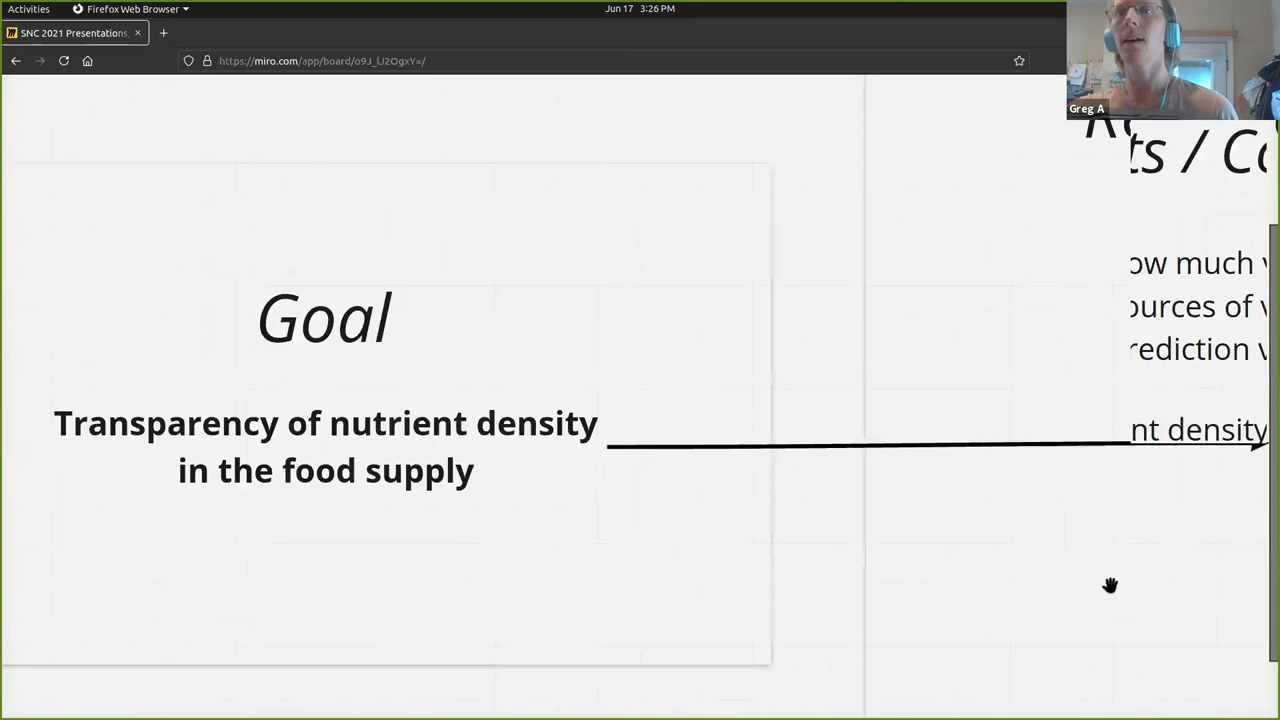 Activities
Firefox Web Browser
Jun 17 3:26 PM
SNC 2021 Presentations,
https://miro.com/app/board/o9J_lJ2OgxY=/
Greg A
ts / Co
ow much
ources of
rediction
Goal
Transparency of nutrient density
in the food supply
nt density